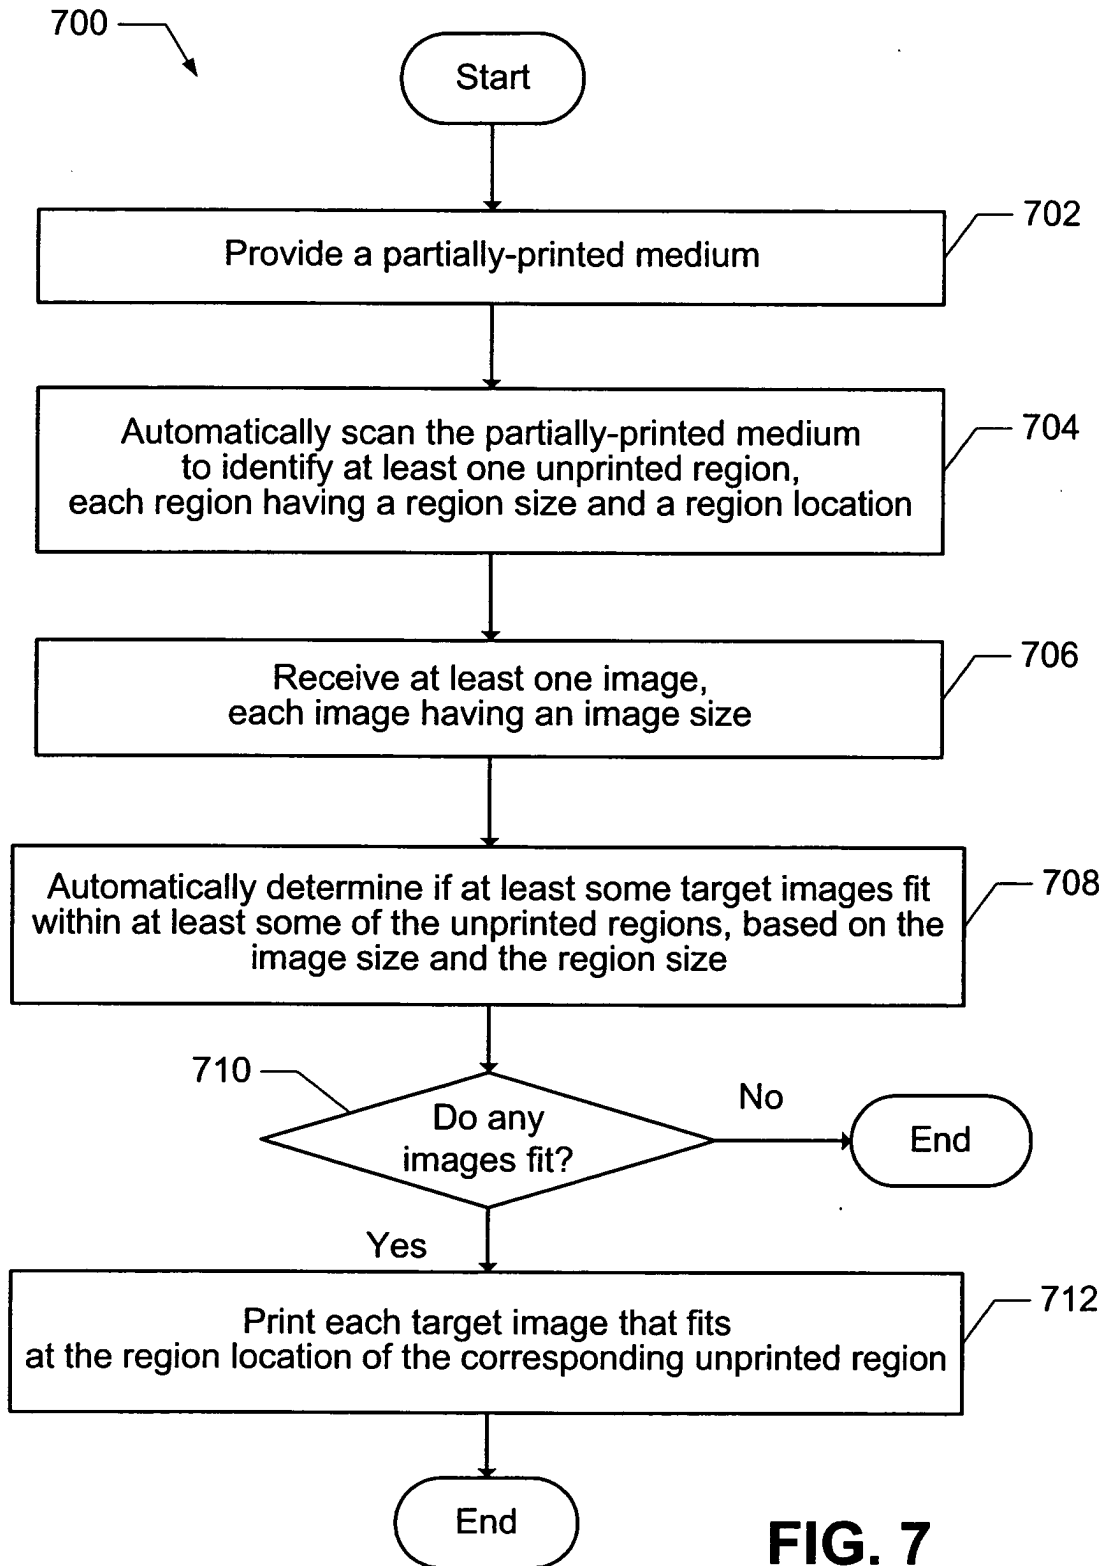 700
Start
702
Provide a partially-printed medium
704
Automatically scan the partially-printed medium
to identify at least one unprinted region,
each region having a region size and a region location
706
Receive at least one image,
each image having an image size
708
Automatically determine if at least some target images fit
within at least some of the unprinted regions, based on the
image size and the region size
710
Do any
images fit?
No
End
Yes
712
Print each target image that fits
at the region location of the corresponding unprinted region
End
FIG. 7